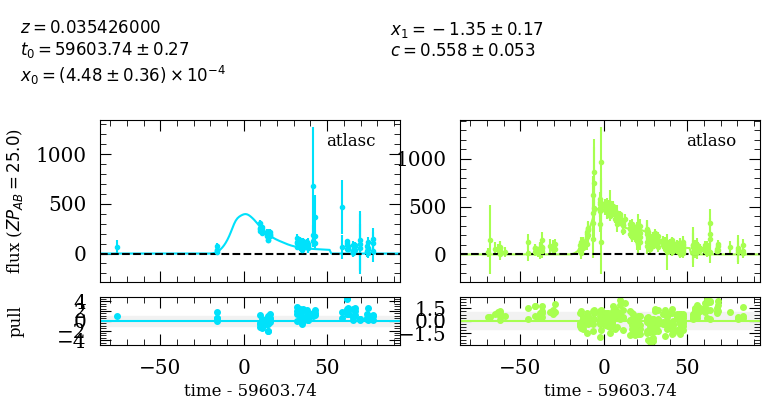 z = 0.035426000
t₀ = 59603.74 ± 0.27
x₀ = (4.48 ± 0.36) × 10⁻⁴
x₁ = −1.35 ± 0.17
c = 0.558 ± 0.053
flux (ZP_AB = 25.0)
1000
500
0
atlasc
1000
500
0
atlaso
pull
4
2
0
−2
−4
1.5
0.0
−1.5
−50 0 50
time - 59603.74
−50 0 50
time - 59603.74